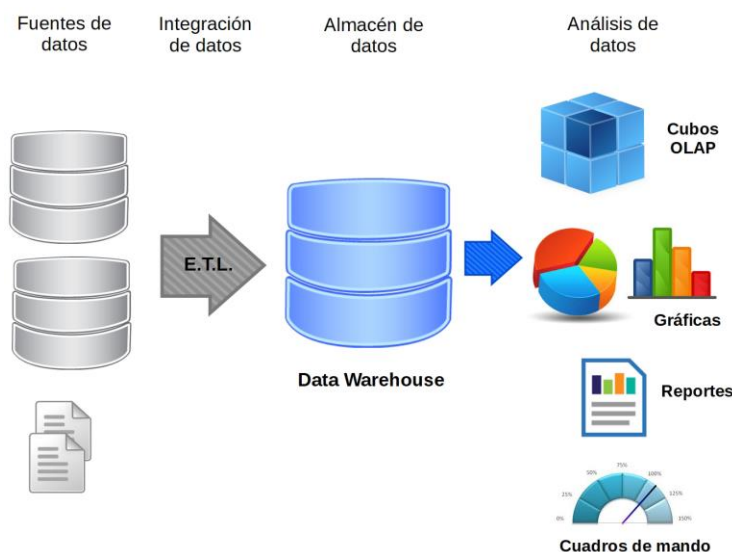 Fuentes de
datos
Integración
de datos
Almacén de
datos
Análisis de
datos
Cubos
OLAP
E.T.L.
Data Warehouse
Gráficas
Reportes
0%
25%
50%
75%
100%
125%
150%
Cuadros de mando